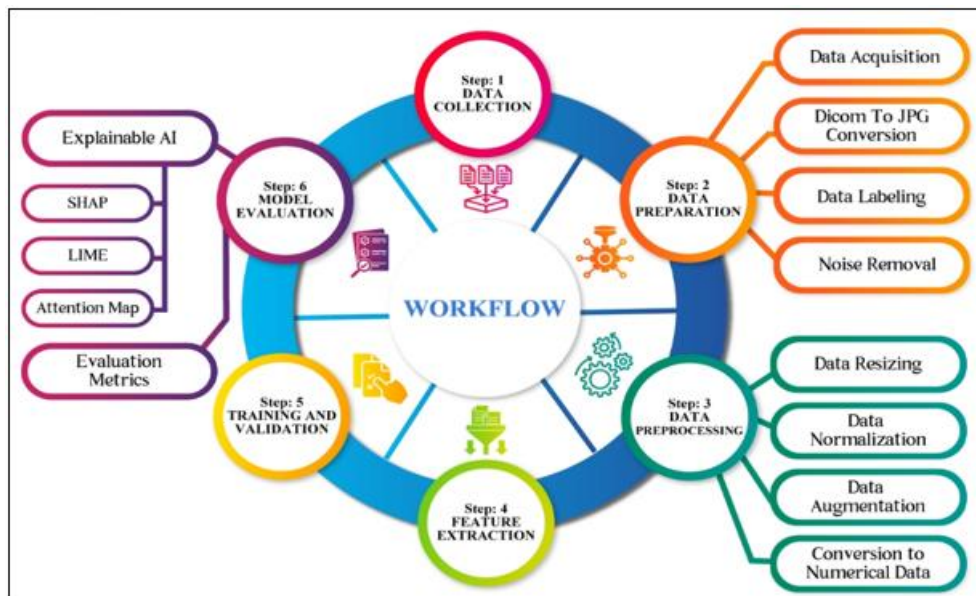 Step: 1
DATA
COLLECTION
Data Acquisition
Dicom To JPG
Conversion
Step: 2
DATA
PREPARATION
Data Labeling
Noise Removal
Explainable AI
SHAP
LIME
Attention Map
Evaluation
Metrics
Step: 6
MODEL
EVALUATION
WORKFLOW
Step: 3
DATA
PREPROCESSING
Data Resizing
Data
Normalization
Data
Augmentation
Conversion to
Numerical Data
Step: 5
TRAINING AND
VALIDATION
Step: 4
FEATURE
EXTRACTION